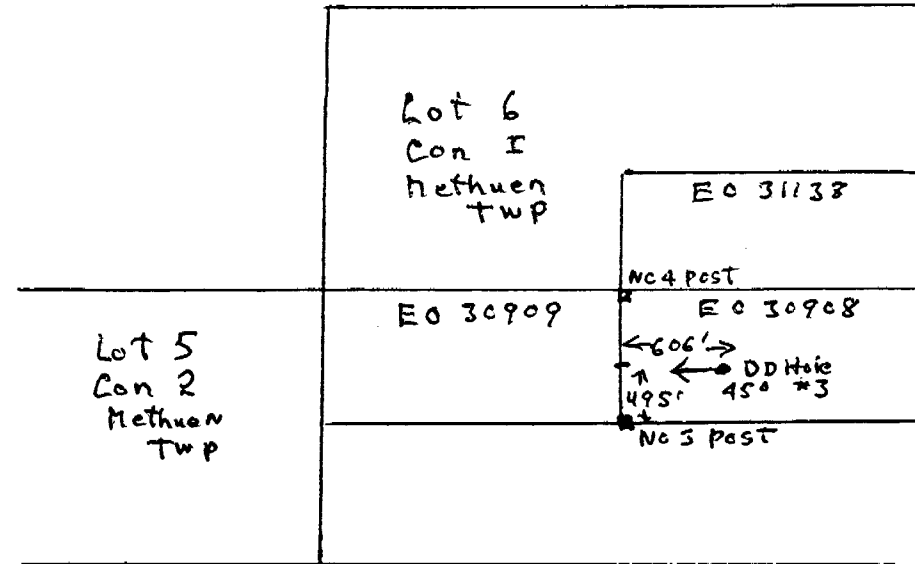 Lot 6
Con I
Methuen
TWP
EO 31138
No 4 post
EO 30909
EO 30908
Lot 5
Con 2
Methuen
TWP
606'
DD Hole
45° #3
495'
No 3 post